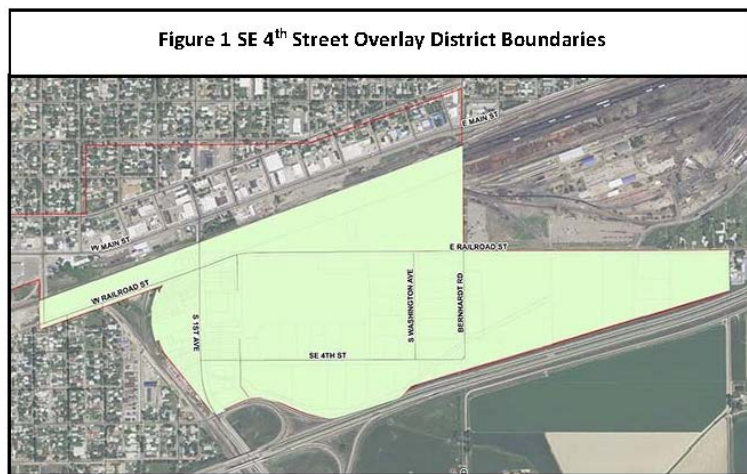 Figure 1 SE 4th Street Overlay District Boundaries
E MAIN ST
W MAIN ST
E RAILROAD ST
W RAILROAD ST
S 1ST AVE
S WASHINGTON AVE
BERNHARDT RD
SE 4TH ST